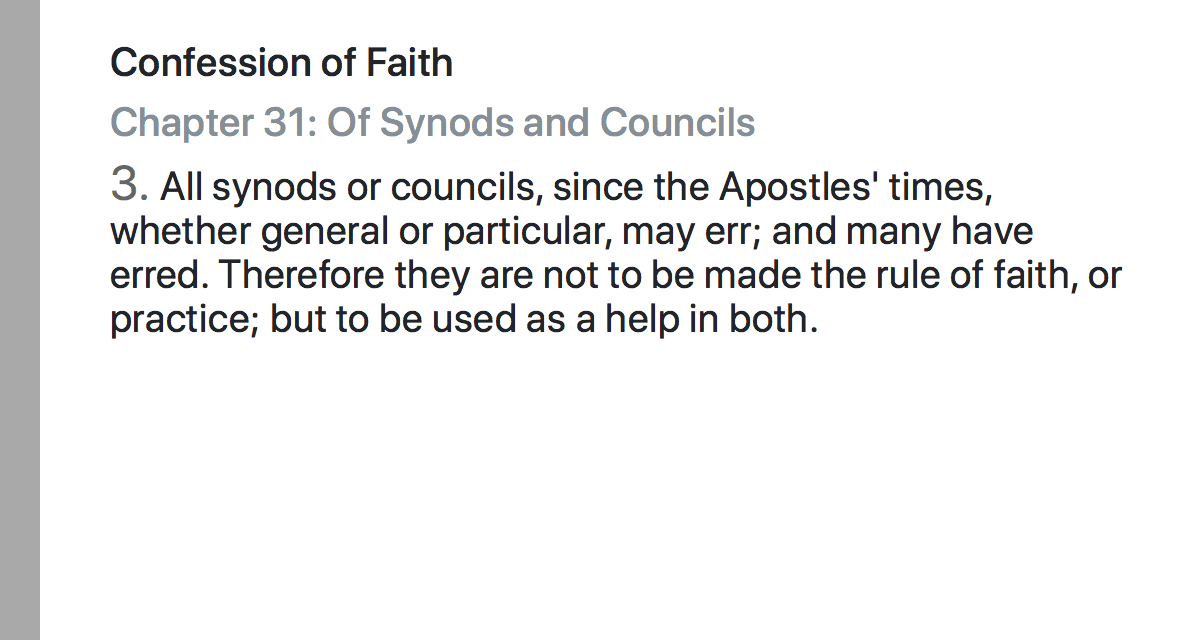 Confession of Faith
Chapter 31: Of Synods and Councils
3. All synods or councils, since the Apostles' times,
whether general or particular, may err; and many have
erred. Therefore they are not to be made the rule of faith, or
practice; but to be used as a help in both.